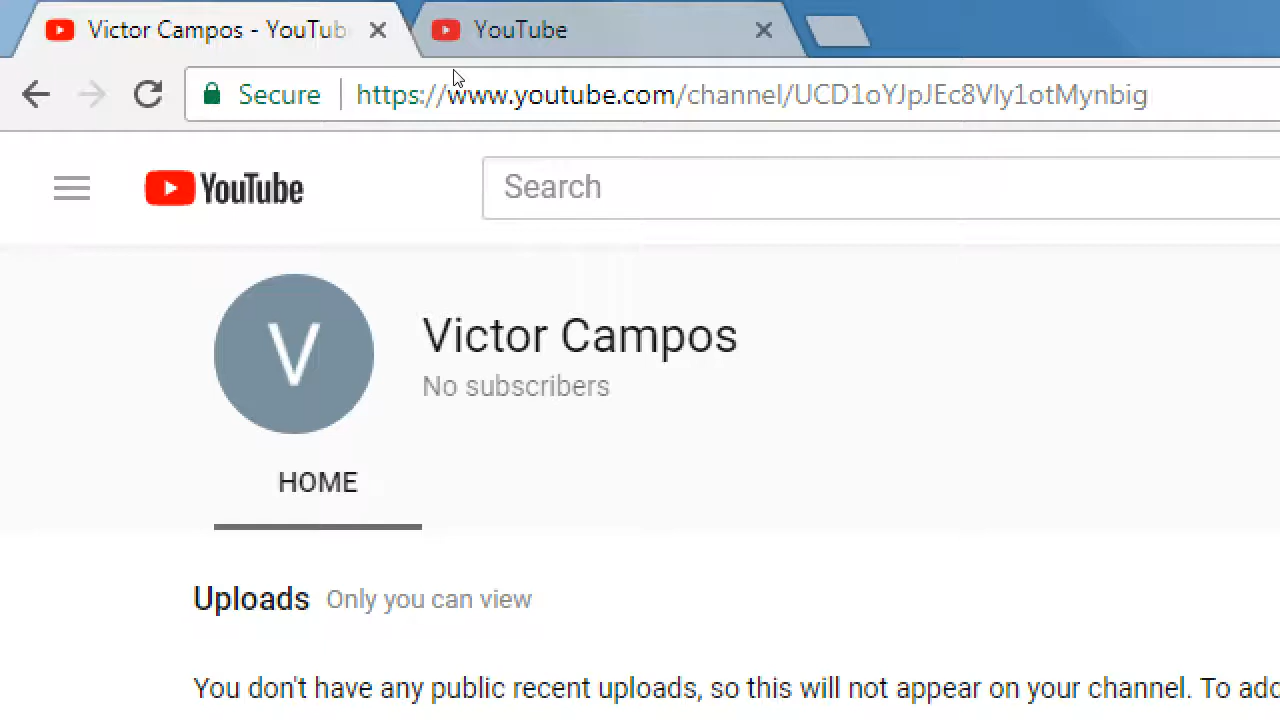 Victor Campos - YouTub
YouTube
Secure
https://www.youtube.com/channel/UCD1oYJpJEc8Vly1otMynbig
YouTube
Search
V
Victor Campos
No subscribers
HOME
Uploads Only you can view
You don't have any public recent uploads, so this will not appear on your channel. To add